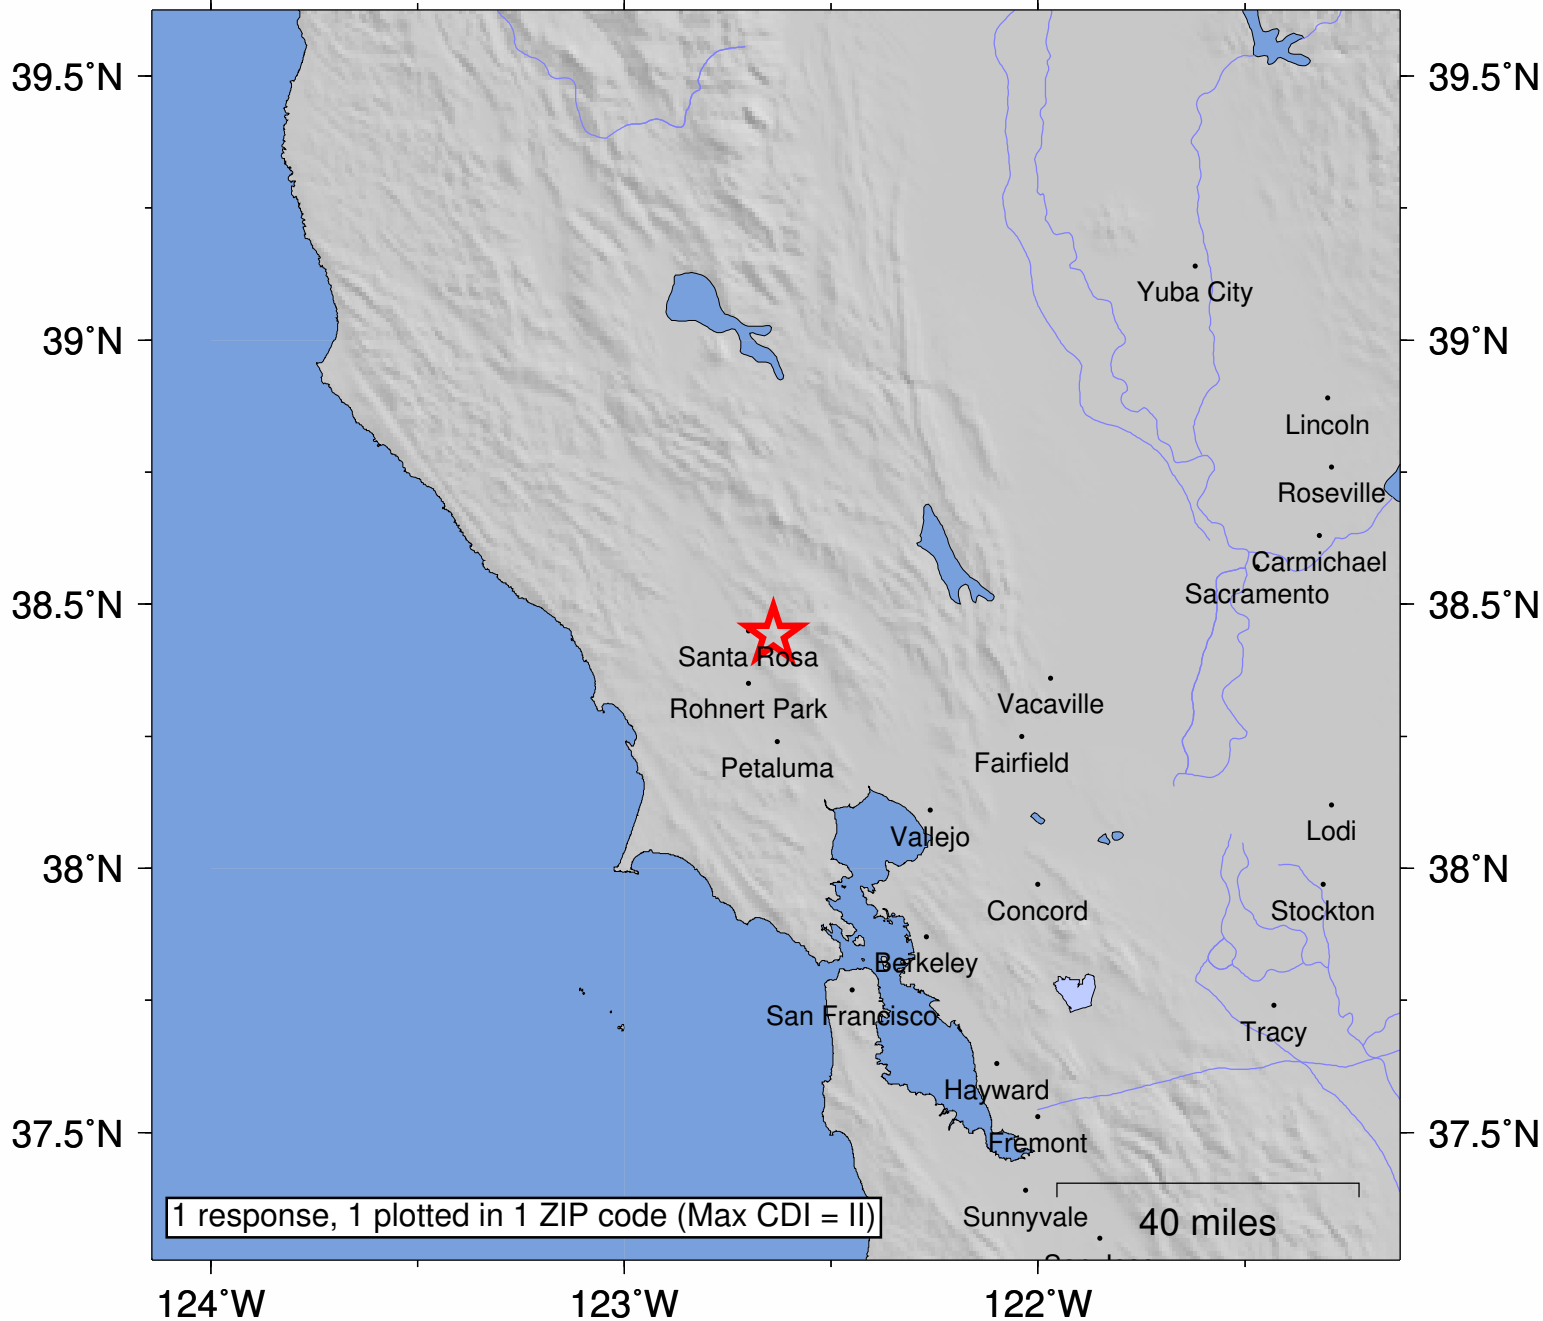 39.5˚N
39.5˚N
Yuba City
39˚N
39˚N
Lincoln
Roseville
Carmichael
38.5˚N
Sacramento
38.5˚N
Santa Rosa
Rohnert Park
Vacaville
Petaluma
Fairfield
Vallejo
Lodi
38˚N
38˚N
Concord
Stockton
Berkeley
San Francisco
Tracy
Hayward
37.5˚N
Fremont
37.5˚N
1 response, 1 plotted in 1 ZIP code (Max CDI = II)
Sunnyvale
40 miles
124˚W
123˚W
122˚W